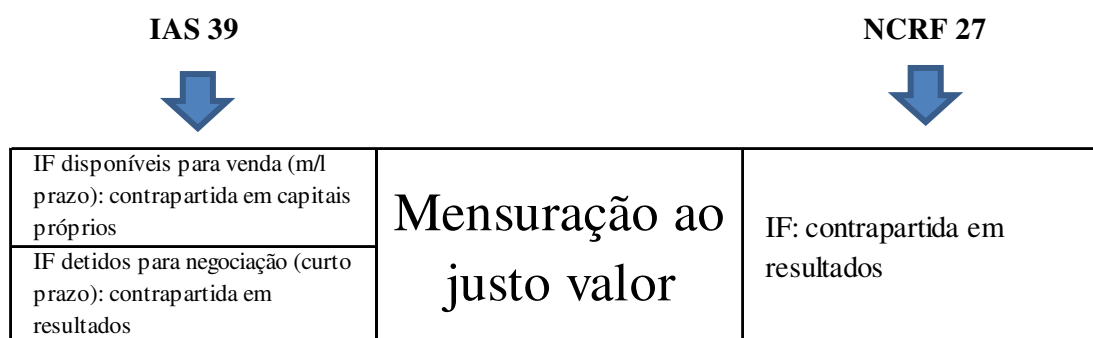 IAS 39
NCRF 27
IF disponíveis para venda (m/l
prazo): contrapartida em capitais
próprios
IF detidos para negociação (curto
prazo): contrapartida em
resultados
Mensuração ao
justo valor
IF: contrapartida em
resultados